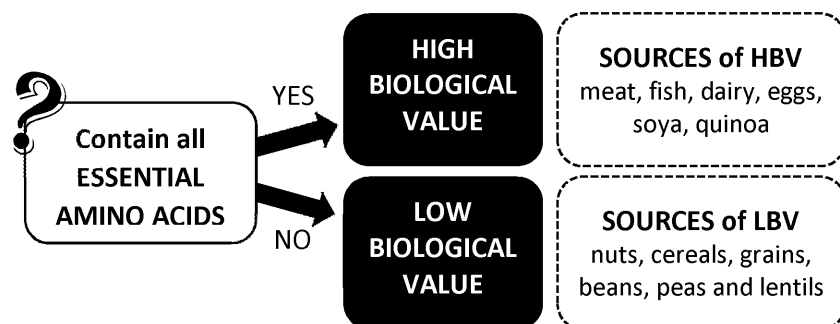 ?
Contain all
ESSENTIAL
AMINO ACIDS
YES
NO
HIGH
BIOLOGICAL
VALUE
SOURCES of HBV
meat, fish, dairy, eggs,
soya, quinoa
LOW
BIOLOGICAL
VALUE
SOURCES of LBV
nuts, cereals, grains,
beans, peas and lentils